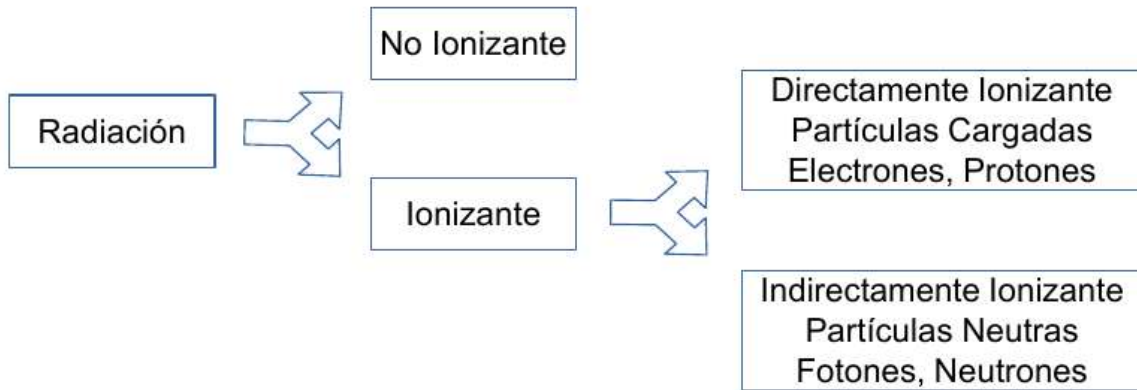 Radiación
No Ionizante
Ionizante
Directamente Ionizante
Partículas Cargadas
Electrones, Protones
Indirectamente Ionizante
Partículas Neutras
Fotones, Neutrones